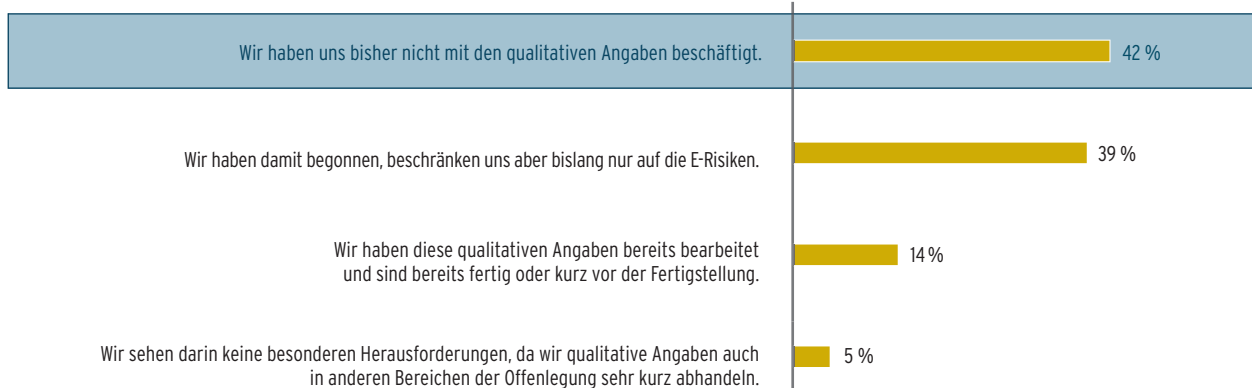 Wir haben uns bisher nicht mit den qualitativen Angaben beschäftigt.
42 %
Wir haben damit begonnen, beschränken uns aber bislang nur auf die E-Risiken.
39 %
Wir haben diese qualitativen Angaben bereits bearbeitet
und sind bereits fertig oder kurz vor der Fertigstellung.
14 %
Wir sehen darin keine besonderen Herausforderungen, da wir qualitative Angaben auch
in anderen Bereichen der Offenlegung sehr kurz abhandeln.
5 %